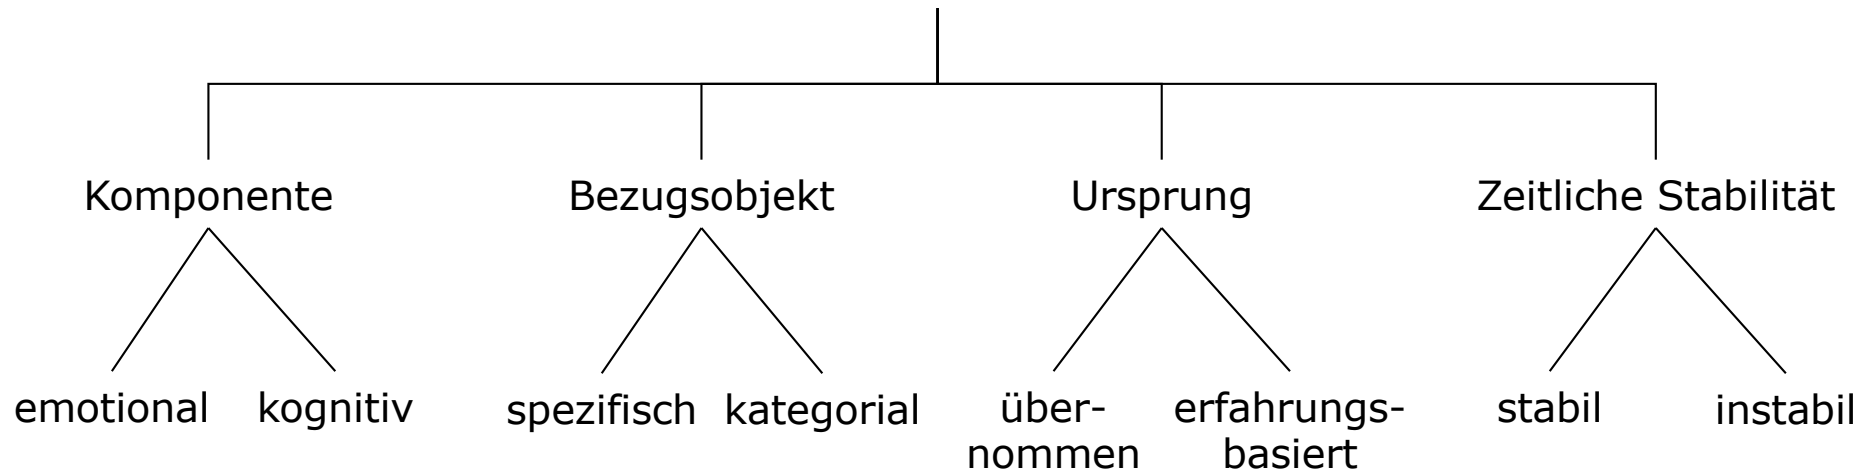 Komponente Bezugsobjekt Ursprung Zeitliche Stabilität
emotional kognitiv spezifisch kategorial über- erfahrungs- stabil instabil
nommen basiert